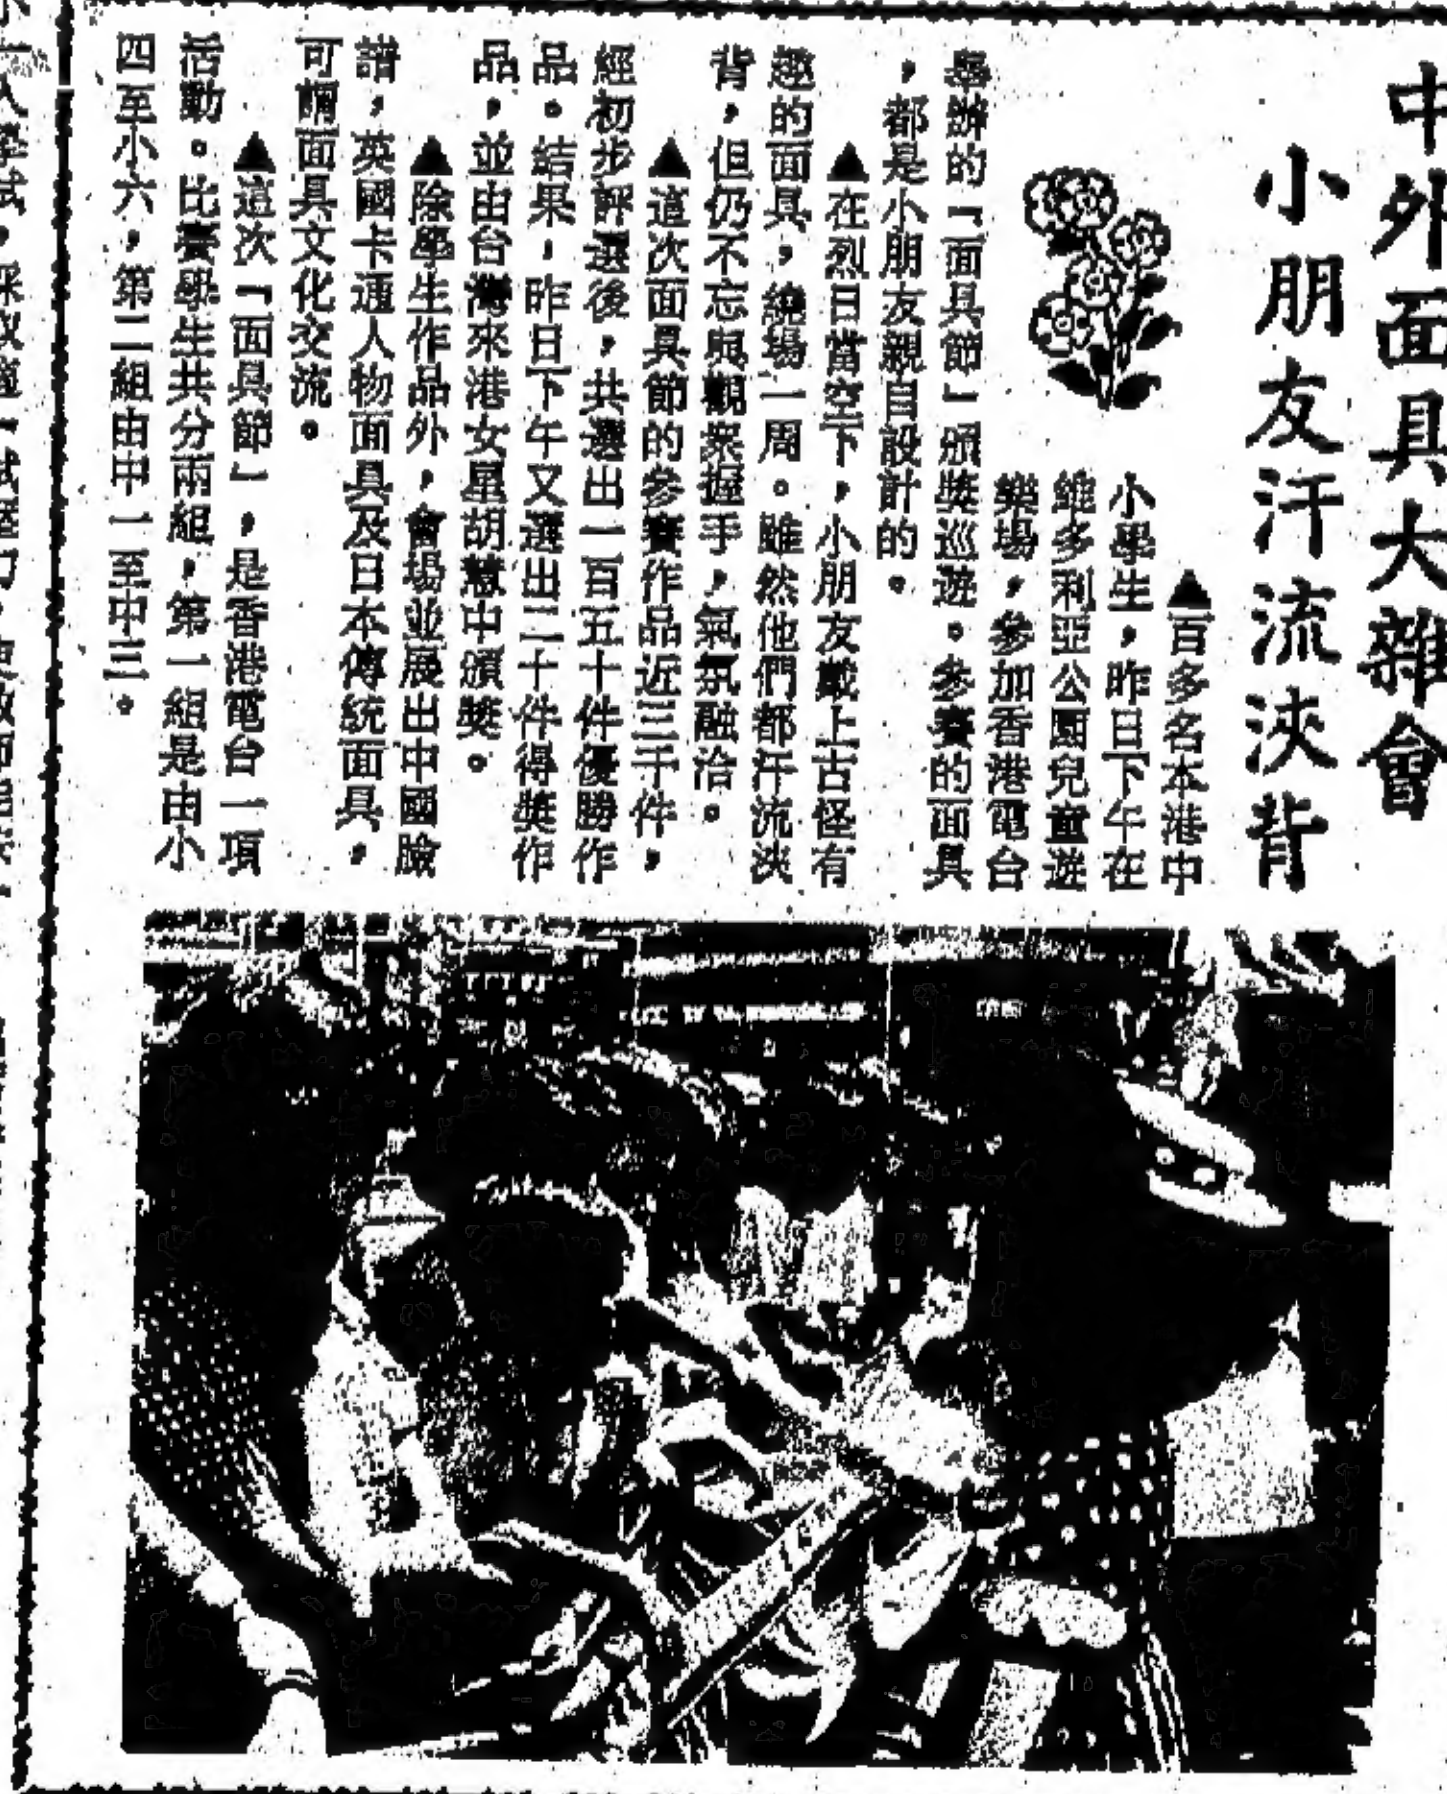 中外面具大雜會
小朋友汗流浹背
▲百多名本港中
小學生，昨日下午在
維多利亞公園兒童遊
樂場，參加香港電台
舉辦的「面具節」頒獎巡遊。參賽的面具
，都是小朋友親自設計的。
▲在烈日當空下，小朋友戴上古怪有
趣的面具，繞場一周。雖然他們都汗流浹
背，但仍不忘與觀衆握手，氣氛融洽。
▲這次面具節的參賽作品近三千件，
經初步評選後，共選出一百五十件優勝作
品。結果，昨日下午又選出二十件得獎作
品，並由台灣來港女星胡慧中頒獎。
▲除學生作品外，會場並展出中國臉
譜，英國卡通人物面具及日本傳統面具，
可謂面具文化交流。
▲這次「面具節」，是香港電台一項
活動。比賽學生共分兩組，第一組是由小
四至小六，第二組由中一至中三。